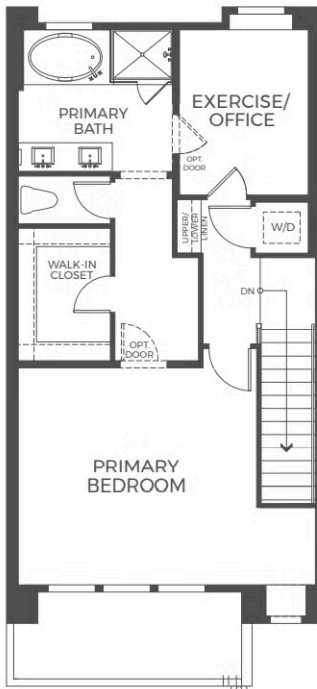 PRIMARY
BATH
EXERCISE/
OFFICE
OPT.
DOOR
UPPER/
LOWER
LINEN
W/D
WALK-IN
CLOSET
DN
OPT.
DOOR
PRIMARY
BEDROOM